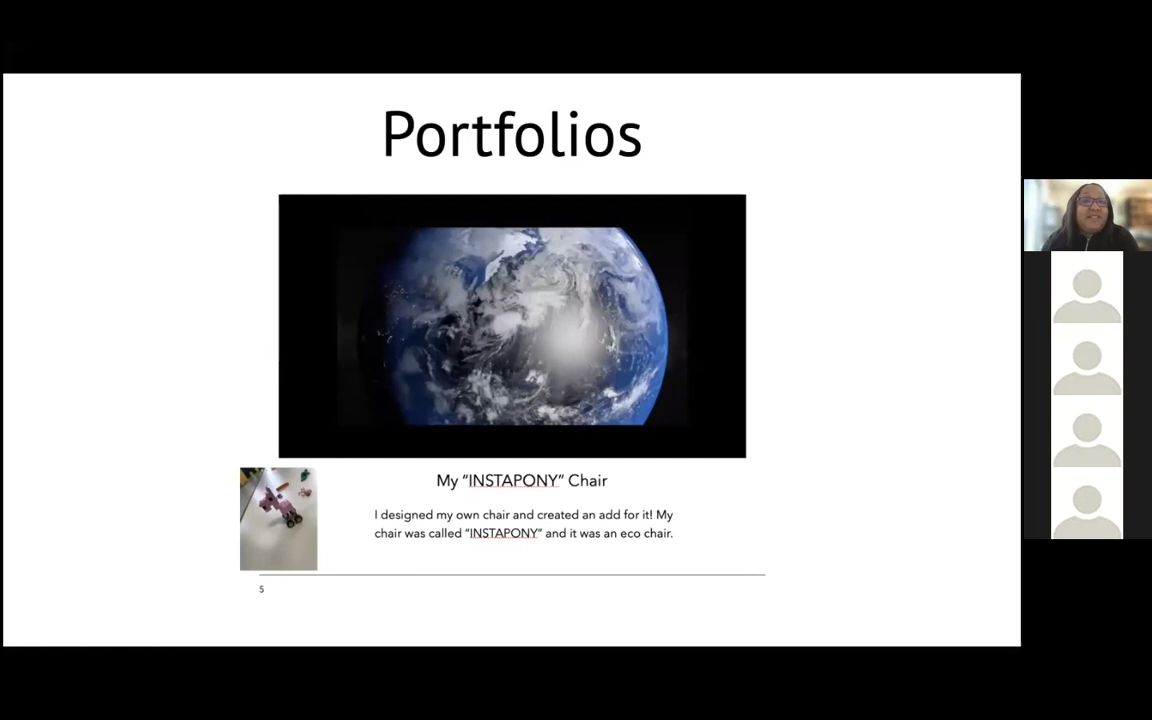 Portfolios
My “INSTAPONY” Chair
I designed my own chair and created an add for it! My
chair was called “INSTAPONY” and it was an eco chair.
5